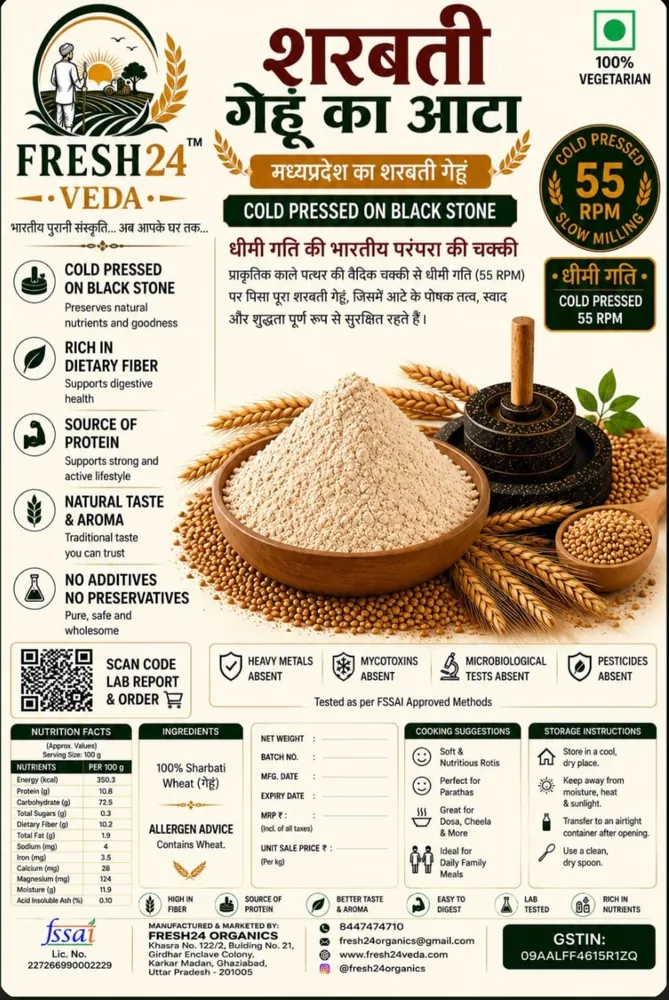 शरबती
गेहूं का आटा
मध्यप्रदेश का शरबती गेहूं
COLD PRESSED ON BLACK STONE
100%
VEGETARIAN
FRESH24™
VEDA
भारतीय पुरानी संस्कृति... अब आपके घर तक...
COLD PRESSED
55
RPM
SLOW MILLING
धीमी गति
COLD PRESSED
55 RPM
धीमी गति की भारतीय परंपरा की चक्की
प्राकृतिक काले पत्थर की वैदिक चक्की से धीमी गति (55 RPM)
पर पिसा पूरा शरबती गेहूं, जिसमें आटे के पोषक तत्व, स्वाद
और शुद्धता पूर्ण रूप से सुरक्षित रहते हैं।
COLD PRESSED
ON BLACK STONE
Preserves natural
nutrients and goodness
RICH IN
DIETARY FIBER
Supports digestive
health
SOURCE OF
PROTEIN
Supports strong and
active lifestyle
NATURAL TASTE
& AROMA
Traditional taste
you can trust
NO ADDITIVES
NO PRESERVATIVES
Pure, safe and
wholesome
SCAN CODE
LAB REPORT
& ORDER
HEAVY METALS
ABSENT
MYCOTOXINS
ABSENT
MICROBIOLOGICAL
TESTS ABSENT
PESTICIDES
ABSENT
Tested as per FSSAI Approved Methods
NUTRITION FACTS
(Approx. Values)
Serving Size: 100 g
NUTRIENTS PER 100 g
Energy (kcal) 350.3
Protein (g) 10.8
Carbohydrate (g) 72.5
Total Sugars (g) 0.3
Dietary Fiber (g) 10.2
Total Fat (g) 1.9
Sodium (mg) 4
Iron (mg) 3.5
Calcium (mg) 28
Magnesium (mg) 124
Moisture (g) 11.9
Acid Insoluble Ash (%) 0.10
INGREDIENTS
100% Sharbati
Wheat (गेहूं)
ALLERGEN ADVICE
Contains Wheat.
NET WEIGHT :
BATCH NO. :
MFG. DATE :
EXPIRY DATE :
MRP ₹ :
(Incl. of all taxes)
UNIT SALE PRICE ₹ :
(Per kg)
COOKING SUGGESTIONS
Soft &
Nutritious Rotis
Perfect for
Parathas
Great for
Dosa, Cheela
& More
Ideal for
Daily Family
Meals
STORAGE INSTRUCTIONS
Store in a cool,
dry place.
Keep away from
moisture, heat
& sunlight.
Transfer to an airtight
container after opening.
Use a clean,
dry spoon.
HIGH IN
FIBER
SOURCE OF
PROTEIN
BETTER TASTE
& AROMA
EASY TO
DIGEST
LAB
TESTED
RICH IN
NUTRIENTS
fssai
Lic. No.
227266990002229
MANUFACTURED & MARKETED BY:
FRESH24 ORGANICS
Khasra No. 122/2, Bulding No. 21,
Girdhar Enclave Colony,
Karkar Madan, Ghaziabad,
Uttar Pradesh - 201005
8447474710
fresh24organics@gmail.com
www.fresh24veda.com
@fresh24organics
GSTIN:
09AALFF4615R1ZQ